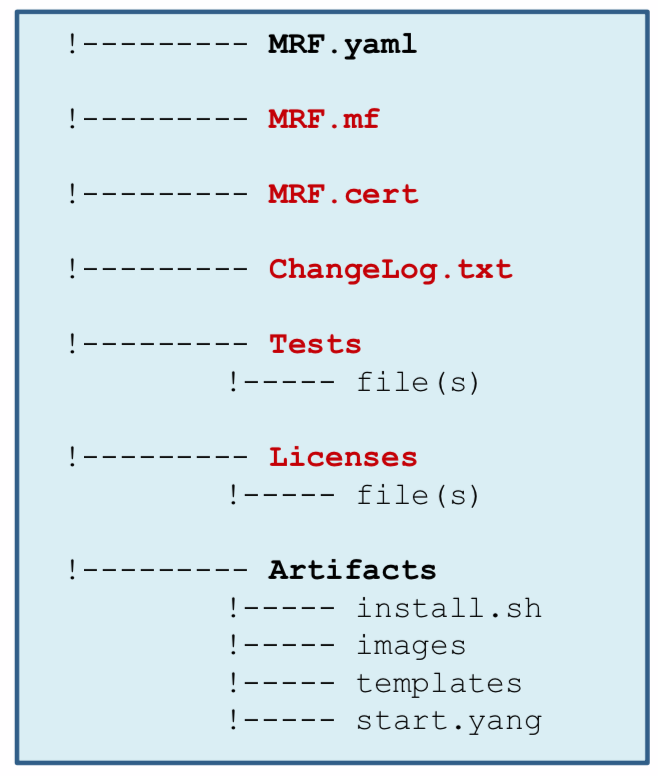 !--------- MRF.yaml
!--------- MRF.mf
!--------- MRF.cert
!--------- ChangeLog.txt
!--------- Tests
!----- file(s)
!--------- Licenses
!----- file(s)
!--------- Artifacts
!----- install.sh
!----- images
!----- templates
!----- start.yang